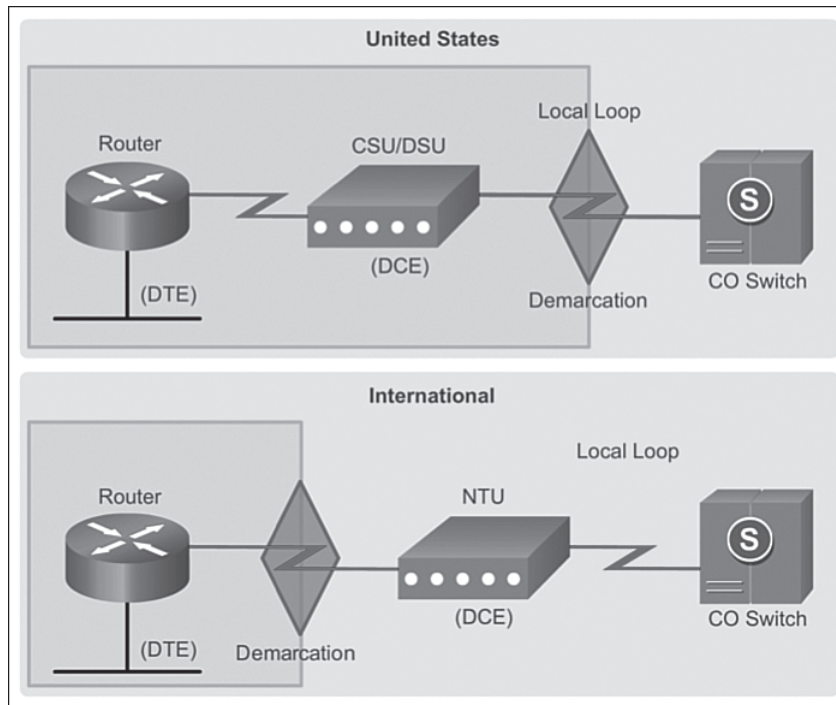 United States
Local Loop
Router
CSU/DSU
S
(DTE)
(DCE)
Demarcation
CO Switch
International
Local Loop
Router
NTU
S
(DTE)
(DCE)
Demarcation
CO Switch